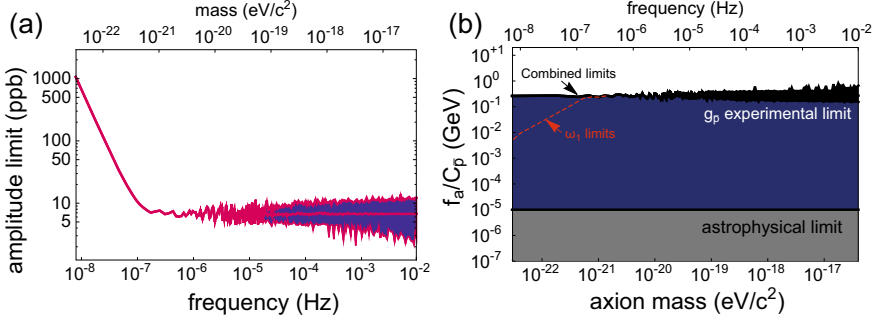 (a)
mass (eV/c²)
10⁻²² 10⁻²¹ 10⁻²⁰ 10⁻¹⁹ 10⁻¹⁸ 10⁻¹⁷
amplitude limit (ppb)
1000
500
100
50
10
5
10⁻⁸ 10⁻⁷ 10⁻⁶ 10⁻⁵ 10⁻⁴ 10⁻³ 10⁻²
frequency (Hz)
(b)
frequency (Hz)
10⁻⁸ 10⁻⁷ 10⁻⁶ 10⁻⁵ 10⁻⁴ 10⁻³ 10⁻²
f_a/C_p̄ (GeV)
10⁺¹
10⁰
10⁻¹
10⁻²
10⁻³
10⁻⁴
10⁻⁵
10⁻⁶
10⁻⁷
Combined limits
g_p̄ experimental limit
ω₁ limits
astrophysical limit
10⁻²² 10⁻²¹ 10⁻²⁰ 10⁻¹⁹ 10⁻¹⁸ 10⁻¹⁷
axion mass (eV/c²)